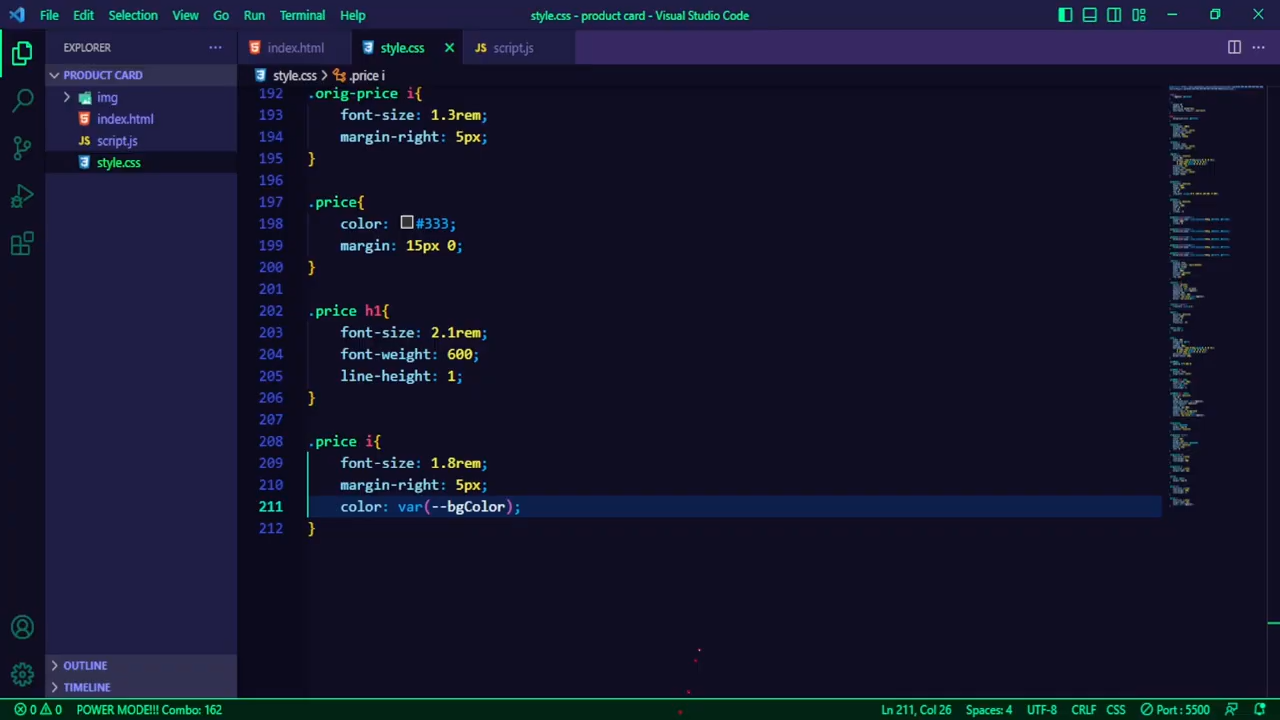 File Edit Selection View Go Run Terminal Help
style.css - product card - Visual Studio Code
EXPLORER
index.html
style.css
script.js
PRODUCT CARD
style.css > .price i
img
index.html
script.js
style.css
192 .orig-price i{
193 font-size: 1.3rem;
194 margin-right: 5px;
195 }
196
197 .price{
198 color: #333;
199 margin: 15px 0;
200 }
201
202 .price h1{
203 font-size: 2.1rem;
204 font-weight: 600;
205 line-height: 1;
206 }
207
208 .price i{
209 font-size: 1.8rem;
210 margin-right: 5px;
211 color: var(--bgColor);
212 }
OUTLINE
TIMELINE
0 0 POWER MODE!!! Combo: 162
Ln 211, Col 26 Spaces: 4 UTF-8 CRLF CSS Port : 5500